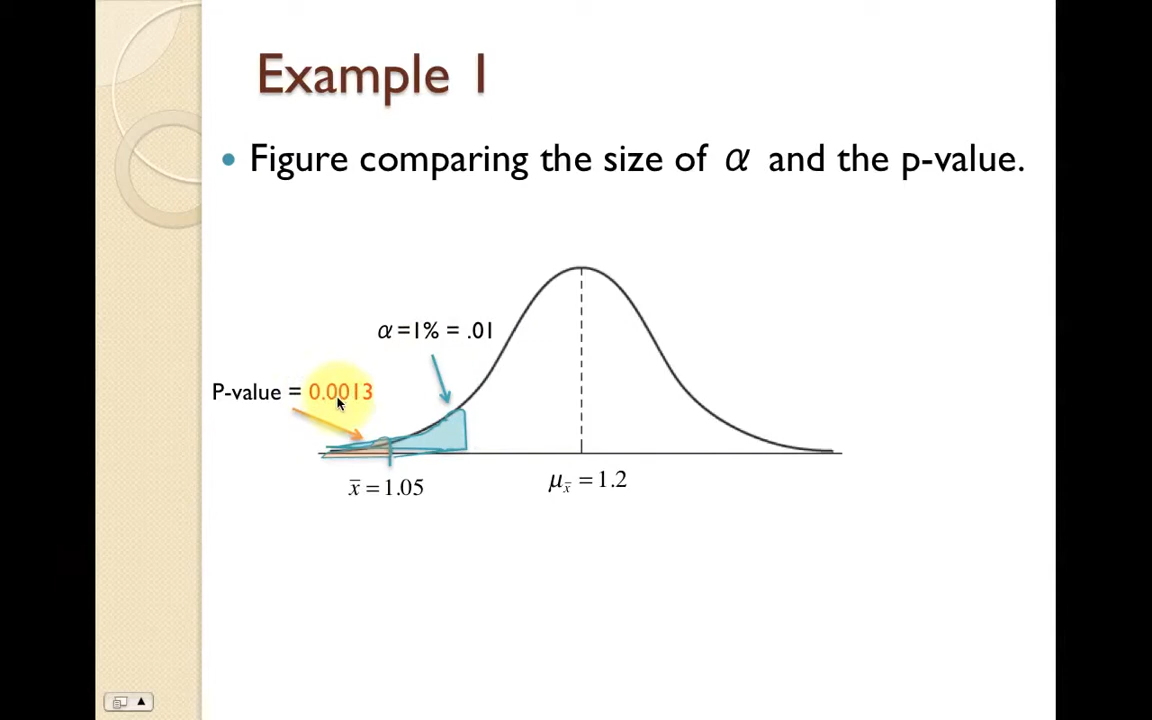 Example 1
• Figure comparing the size of α and the p-value.
α =1% = .01
P-value = 0.0013
x̄ = 1.05
μx̄ = 1.2